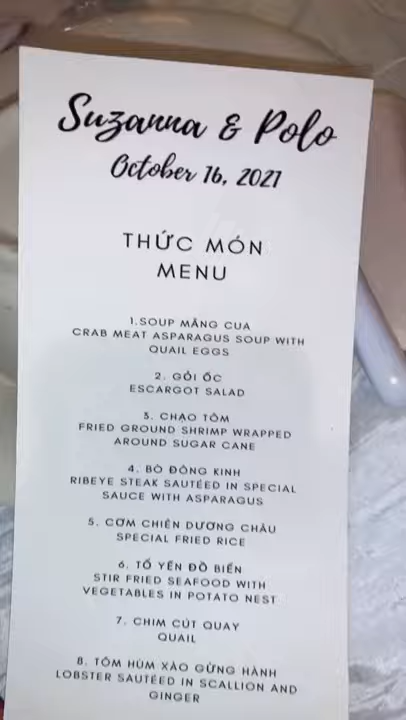 Suzanna & Polo
October 16, 2021
THỨC MÓN
MENU
1.SOUP MĂNG CUA
CRAB MEAT ASPARAGUS SOUP WITH
QUAIL EGGS
2. GỎI ỐC
ESCARGOT SALAD
3. CHẠO TÔM
FRIED GROUND SHRIMP WRAPPED
AROUND SUGAR CANE
4. BÒ ĐÔNG KINH
RIBEYE STEAK SAUTÉED IN SPECIAL
SAUCE WITH ASPARAGUS
5. CƠM CHIÊN DƯƠNG CHÂU
SPECIAL FRIED RICE
6. TỔ YẾN ĐỒ BIỂN
STIR FRIED SEAFOOD WITH
VEGETABLES IN POTATO NEST
7. CHIM CÚT QUAY
QUAIL
8. TÔM HÙM XÀO GỪNG HÀNH
LOBSTER SAUTÉED IN SCALLION AND
GINGER